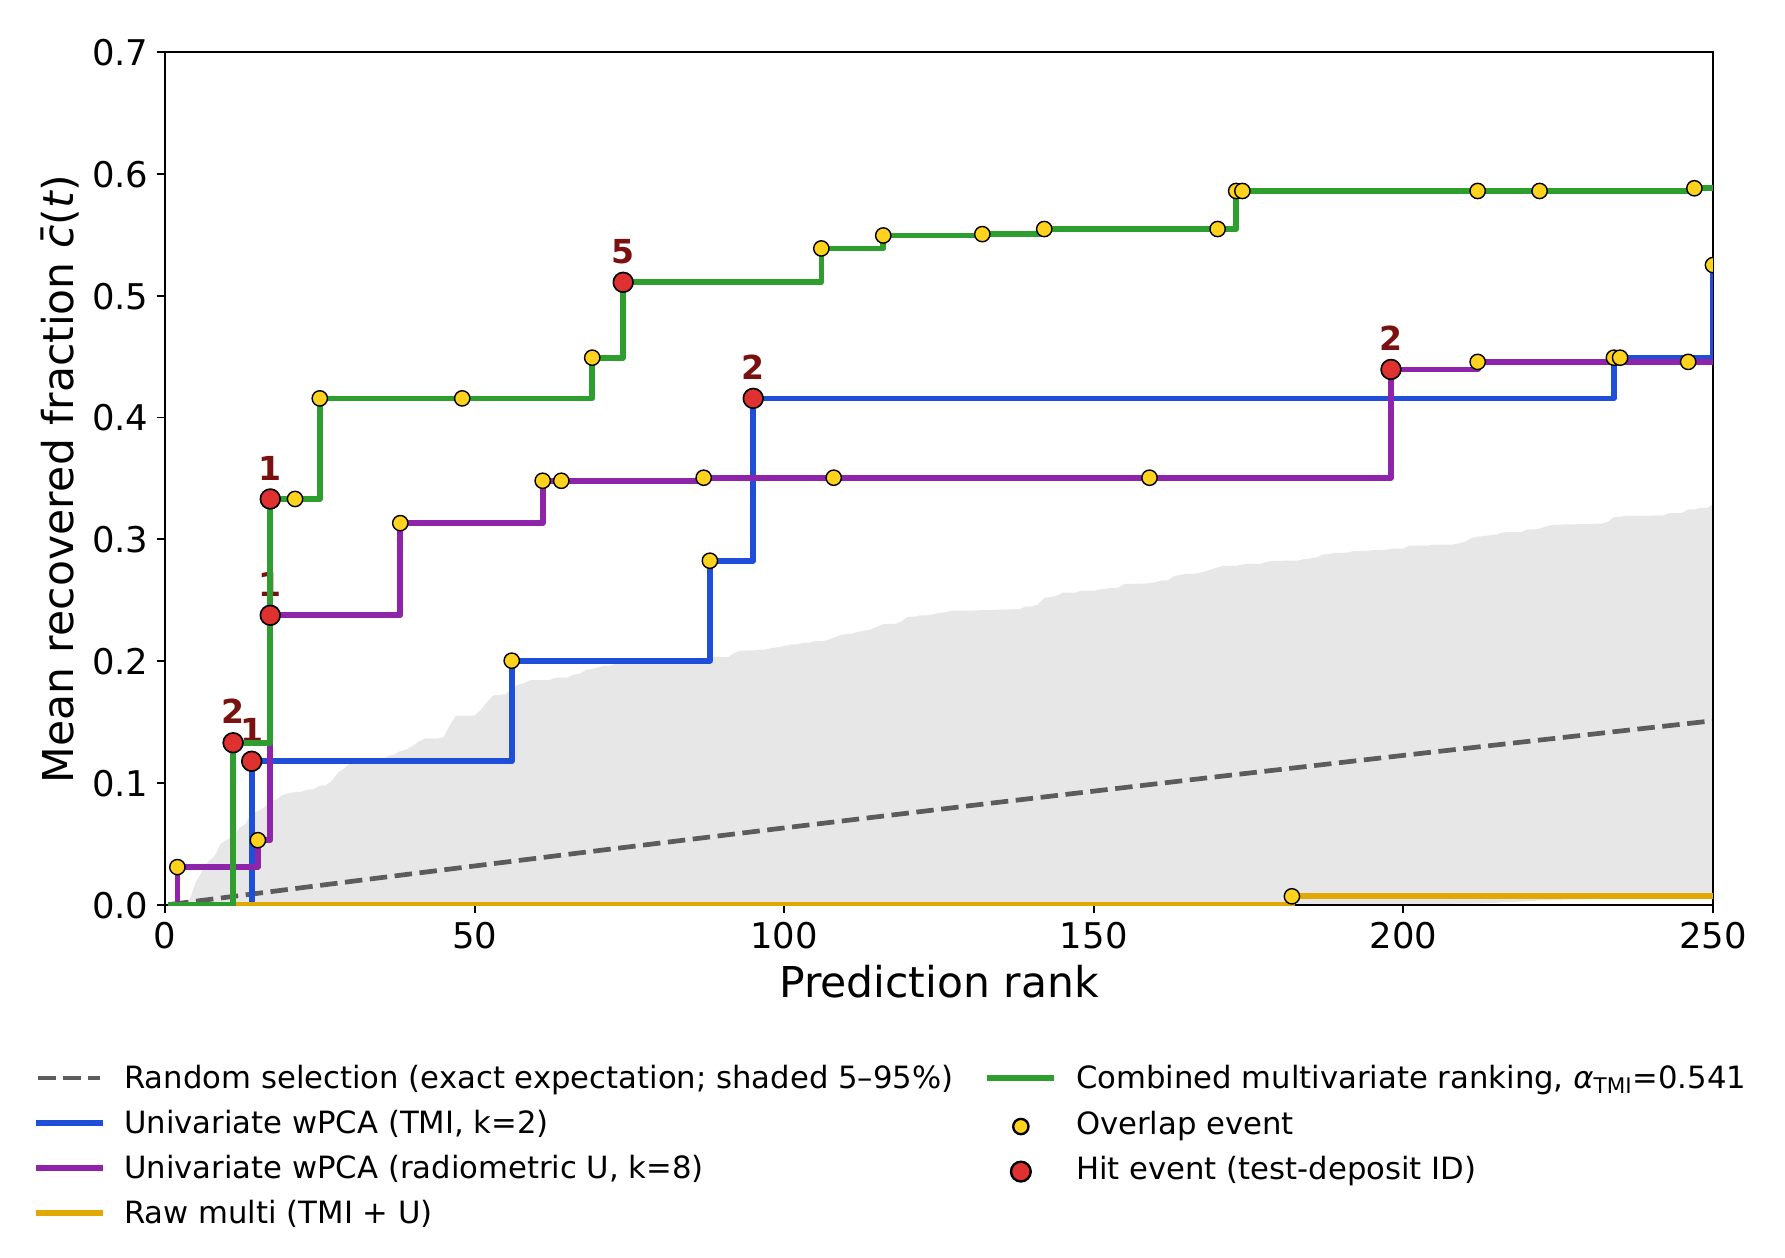 0.7
0.6
0.5
0.4
0.3
0.2
0.1
0.0
Mean recovered fraction c̄(t)
5
2
2
1
1
2
1
0
50
100
150
200
250
Prediction rank
Random selection (exact expectation; shaded 5–95%)
Univariate wPCA (TMI, k=2)
Univariate wPCA (radiometric U, k=8)
Raw multi (TMI + U)
Combined multivariate ranking, α_TMI=0.541
Overlap event
Hit event (test-deposit ID)